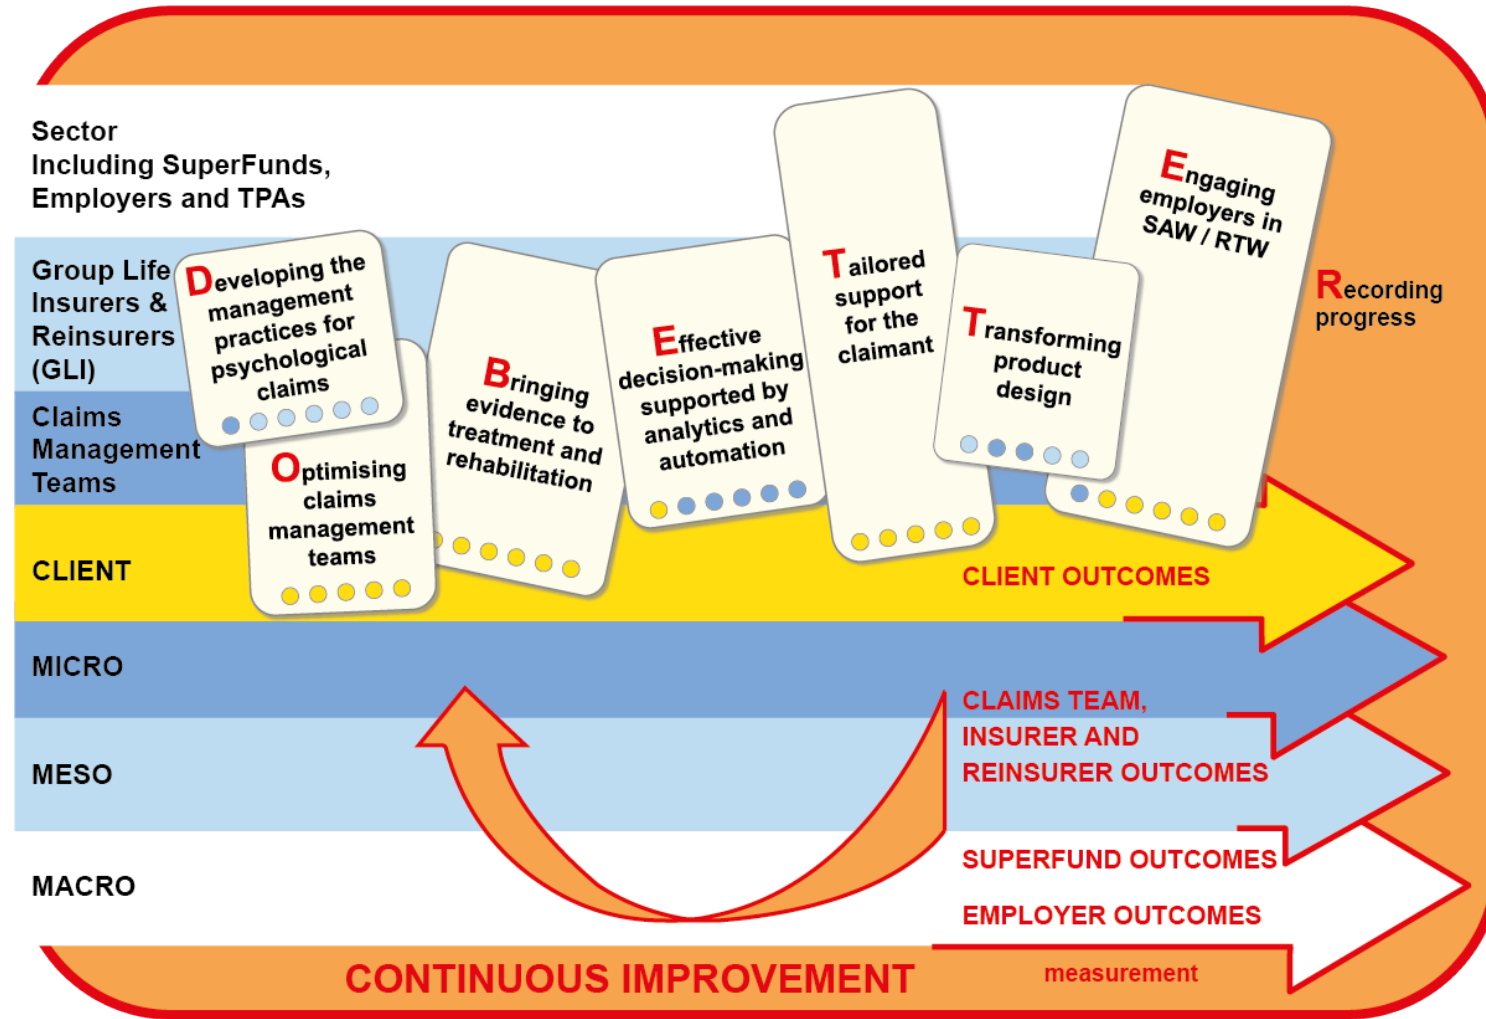 Sector
Including SuperFunds,
Employers and TPAs
Group Life
Insurers &
Reinsurers
(GLI)
Claims
Management
Teams
CLIENT
MICRO
MESO
MACRO
Developing the
management
practices for
psychological
claims
Optimising
claims
management
teams
Bringing
evidence to
treatment and
rehabilitation
Effective
decision-making
supported by
analytics and
automation
Tailored
support
for the
claimant
Transforming
product
design
Engaging
employers in
SAW / RTW
Recording
progress
CLIENT OUTCOMES
CLAIMS TEAM,
INSURER AND
REINSURER OUTCOMES
SUPERFUND OUTCOMES
EMPLOYER OUTCOMES
CONTINUOUS IMPROVEMENT
measurement